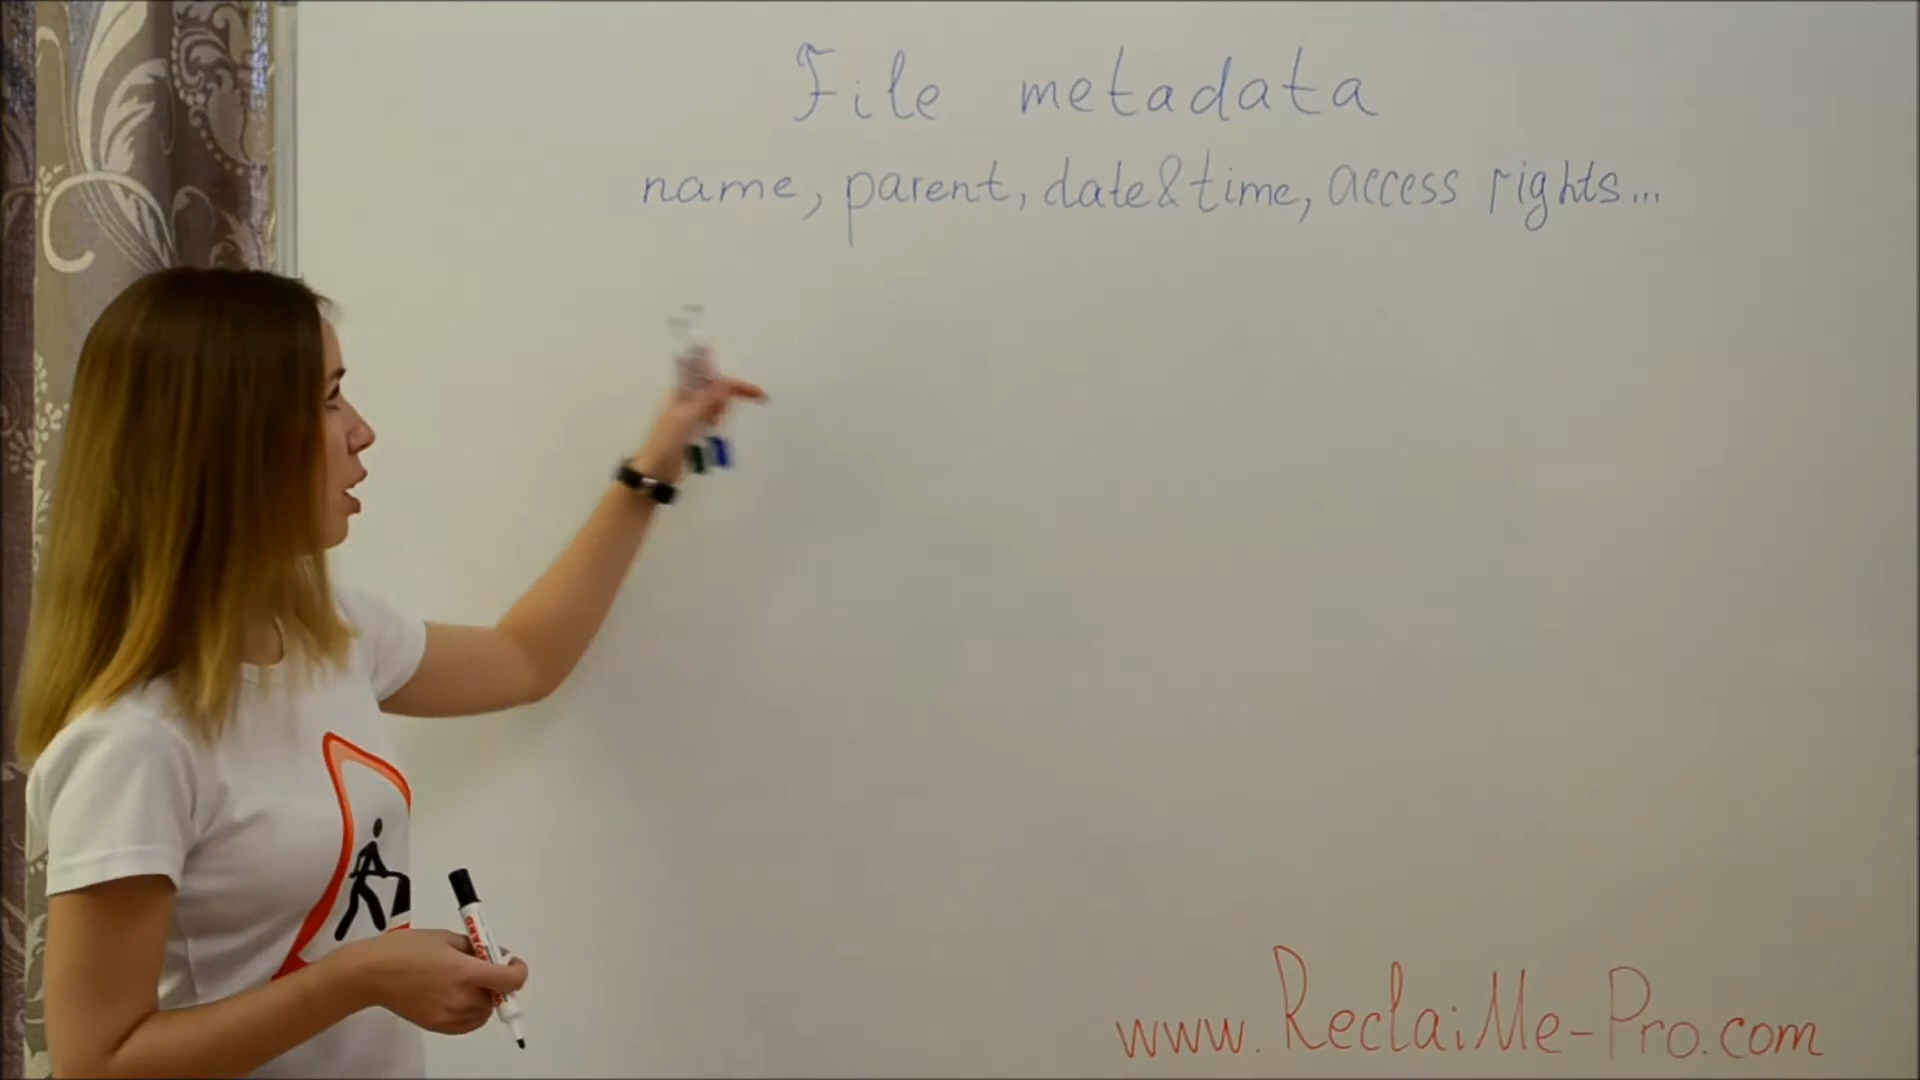 File metadata
name, parent, date&time, access rights...
www.ReclaiMe-Pro.com